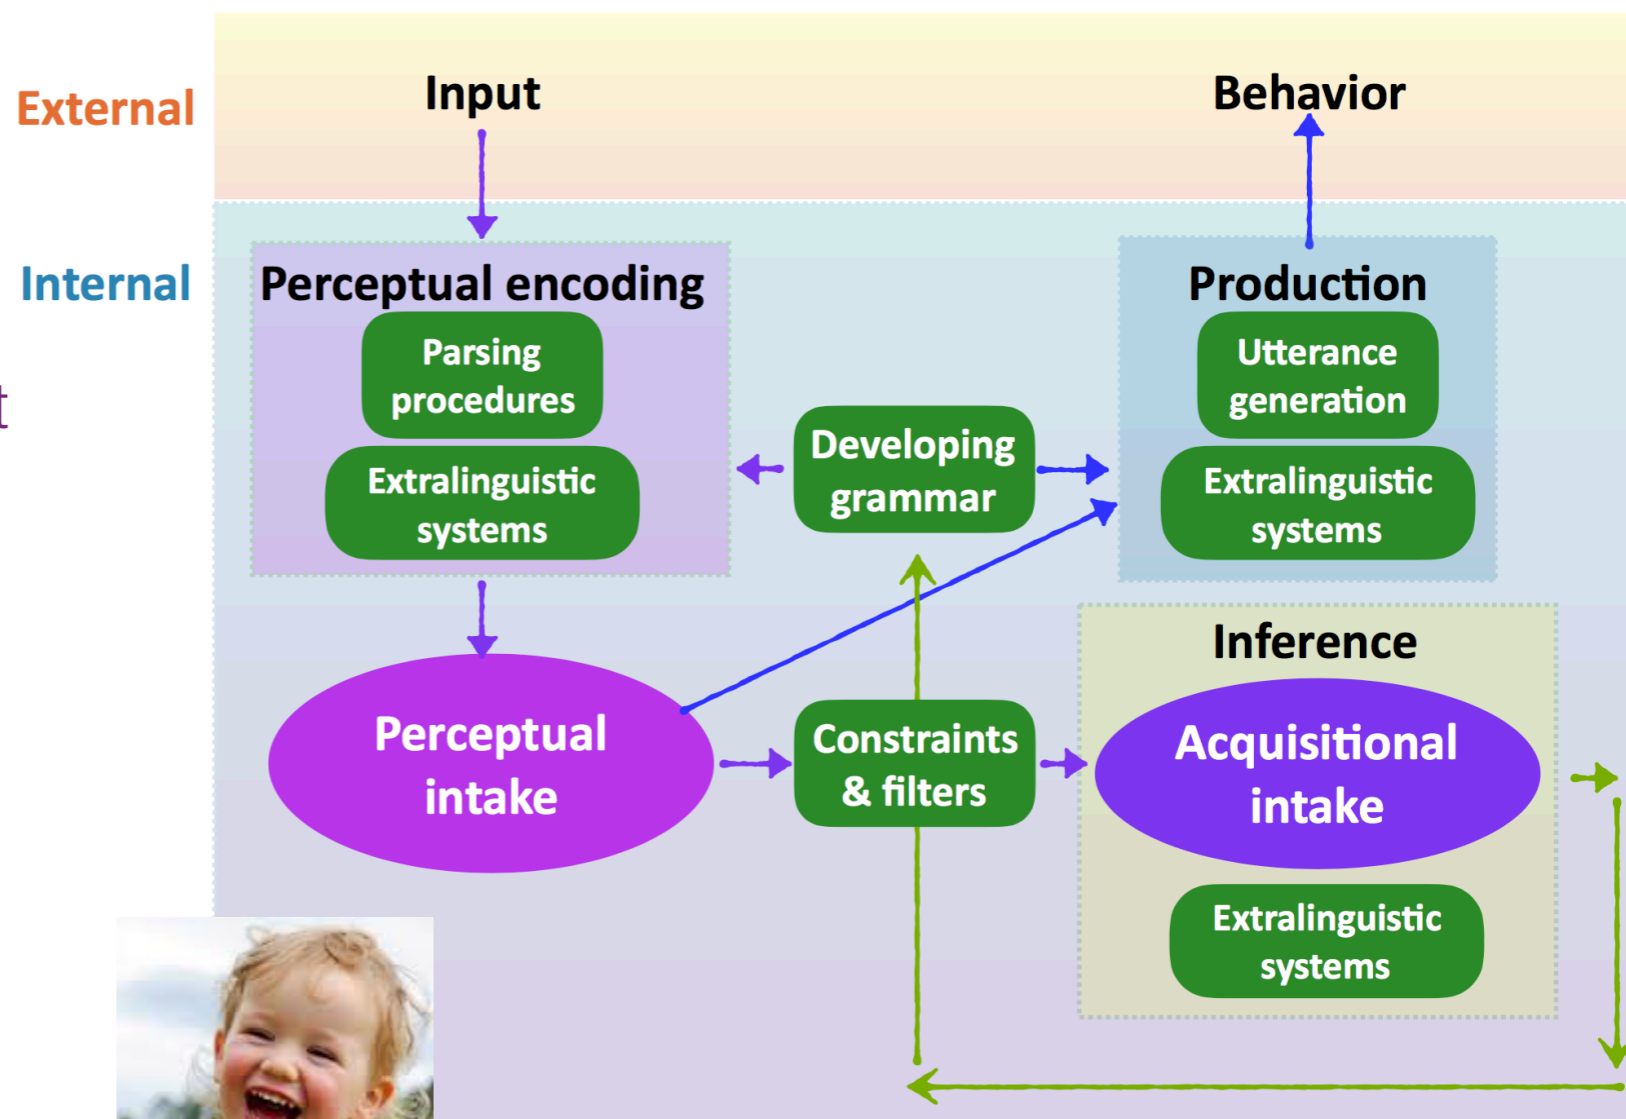 External
Input
Behavior
Internal
Perceptual encoding
Parsing
procedures
Extralinguistic
systems
Developing
grammar
Production
Utterance
generation
Extralinguistic
systems
t
Perceptual
intake
Constraints
& filters
Inference
Acquisitional
intake
Extralinguistic
systems